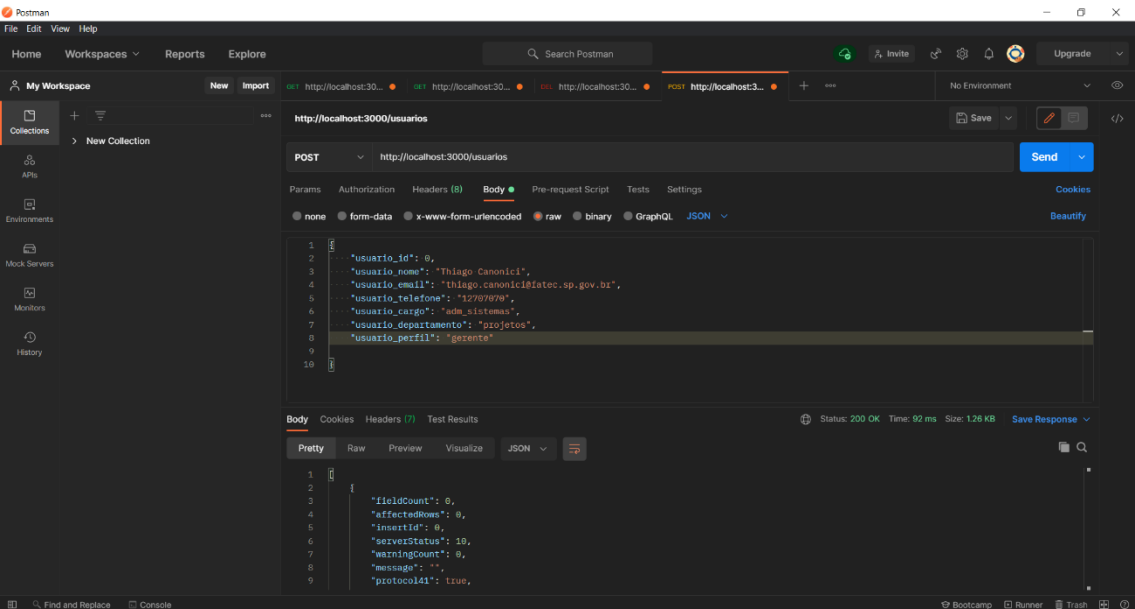 Postman
File Edit View Help
Home Workspaces Reports Explore Search Postman Invite Upgrade
My Workspace New Import GET http://localhost:30... GET http://localhost:30... DEL http://localhost:30... POST http://localhost:3... No Environment
Collections
New Collection
APIs
Environments
Mock Servers
Monitors
History
http://localhost:3000/usuarios Save
POST http://localhost:3000/usuarios Send
Params Authorization Headers (8) Body Pre-request Script Tests Settings Cookies
none form-data x-www-form-urlencoded raw binary GraphQL JSON Beautify
1 {
2 "usuario_id": 0,
3 "usuario_nome": "Thiago Canonici",
4 "usuario_email": "thiago.canonici@fatec.sp.gov.br",
5 "usuario_telefone": "12707070",
6 "usuario_cargo": "adm_sistemas",
7 "usuario_departamento": "projetos",
8 "usuario_perfil": "gerente"
9
10 }
Body Cookies Headers (7) Test Results Status: 200 OK Time: 92 ms Size: 1.26 KB Save Response
Pretty Raw Preview Visualize JSON
1 [
2 {
3 "fieldCount": 0,
4 "affectedRows": 0,
5 "insertId": 0,
6 "serverStatus": 10,
7 "warningCount": 0,
8 "message": "",
9 "protocol41": true,
Find and Replace Console Bootcamp Runner Trash